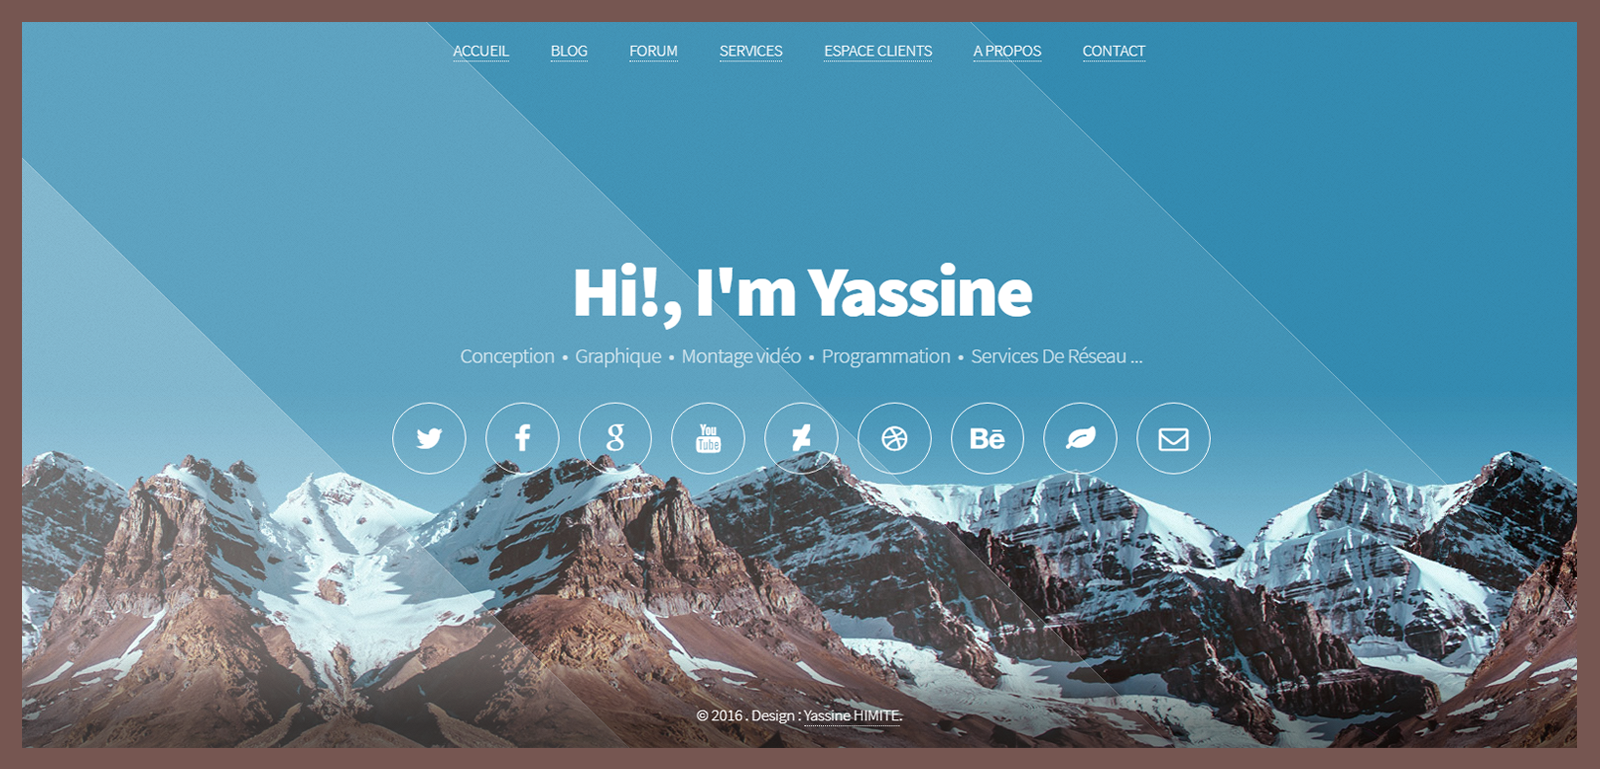 ACCUEIL BLOG FORUM SERVICES ESPACE CLIENTS A PROPOS CONTACT
Hi!, I'm Yassine
Conception • Graphique • Montage vidéo • Programmation • Services De Réseau ...
g You Tube Bē
© 2016 . Design : Yassine HIMITE.